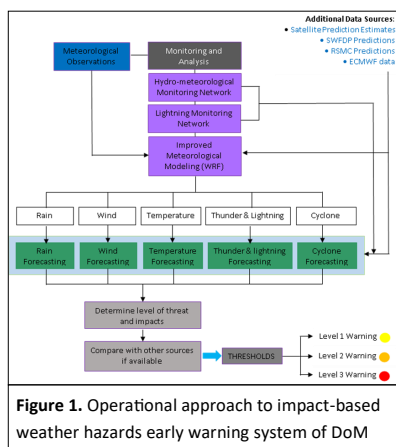 Additional Data Sources:
• Satellite Prediction Estimates
• SWFDP Predictions
• RSMC Predictions
• ECMWF data
Meteorological
Observations
Monitoring and
Analysis
Hydro-meteorological
Monitoring Network
Lightning Monitoring
Network
Improved
Meteorological
Modeling (WRF)
Rain
Wind
Temperature
Thunder & Lightning
Cyclone
Rain
Forecasting
Wind
Forecasting
Temperature
Forecasting
Thunder & lightning
Forecasting
Cyclone
Forecasting
Determine level of threat
and impacts
Compare with other sources
if available
THRESHOLDS
Level 1 Warning
Level 2 Warning
Level 3 Warning
Figure 1. Operational approach to impact-based
weather hazards early warning system of DoM